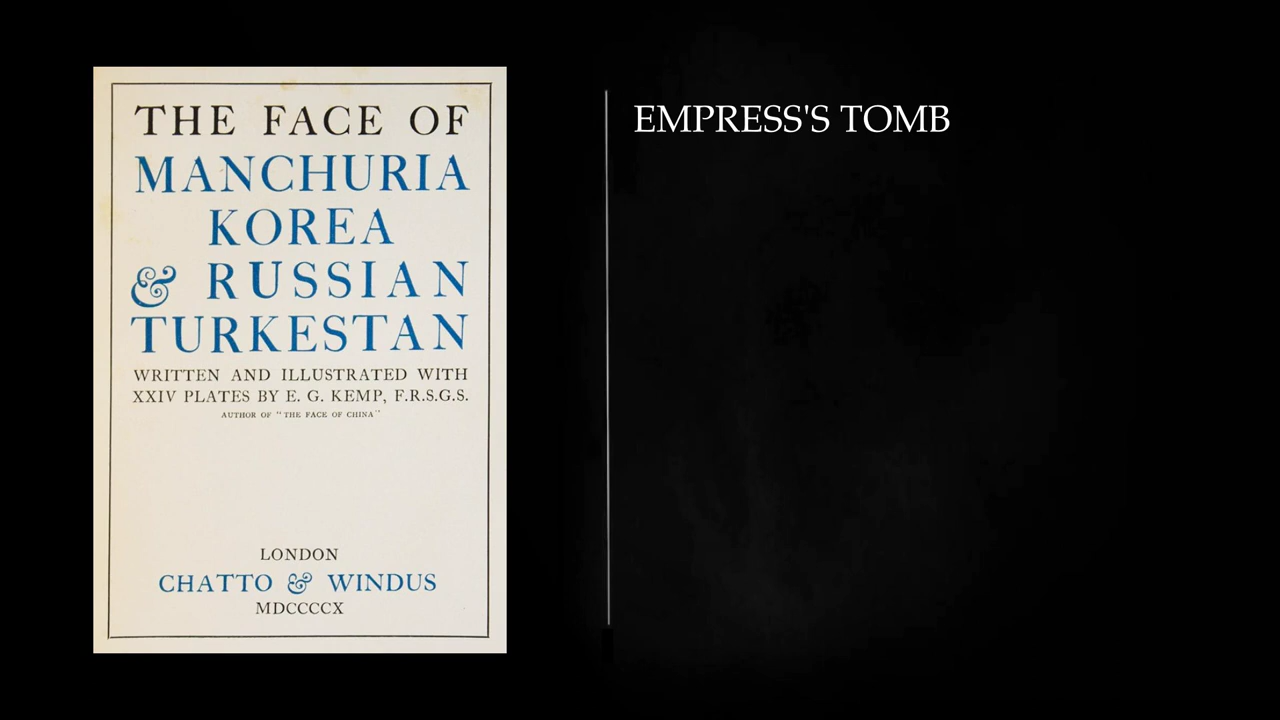 THE FACE OF
MANCHURIA
KOREA
& RUSSIAN
TURKESTAN
WRITTEN AND ILLUSTRATED WITH
XXIV PLATES BY E. G. KEMP, F.R.S.G.S.
AUTHOR OF "THE FACE OF CHINA"
LONDON
CHATTO & WINDUS
MDCCCCX
EMPRESS'S TOMB